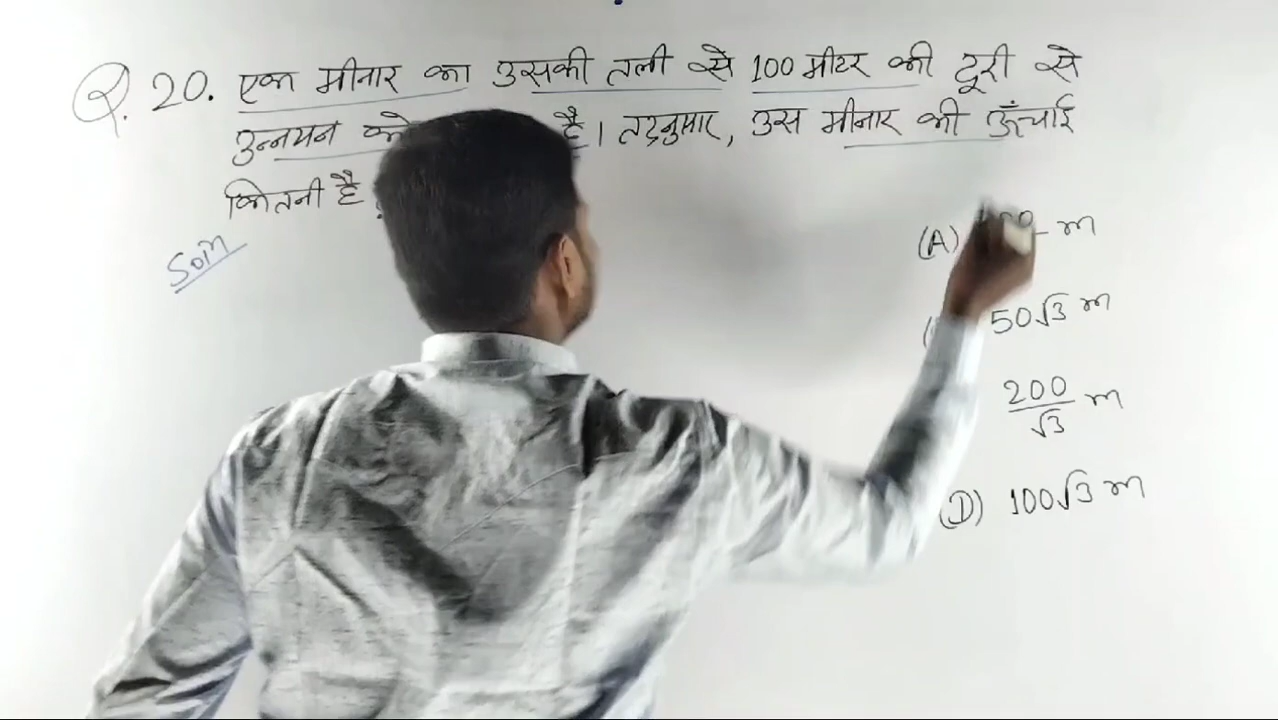 Q. 20. एक मीनार का उसकी तली से 100 मीटर की दूरी से
उन्नयन है। तद्नुसार, उस मीनार की ऊँचाई
कितनी है
Soln
(A) m
50√3 m
200/√3 m
(D) 100√3 m